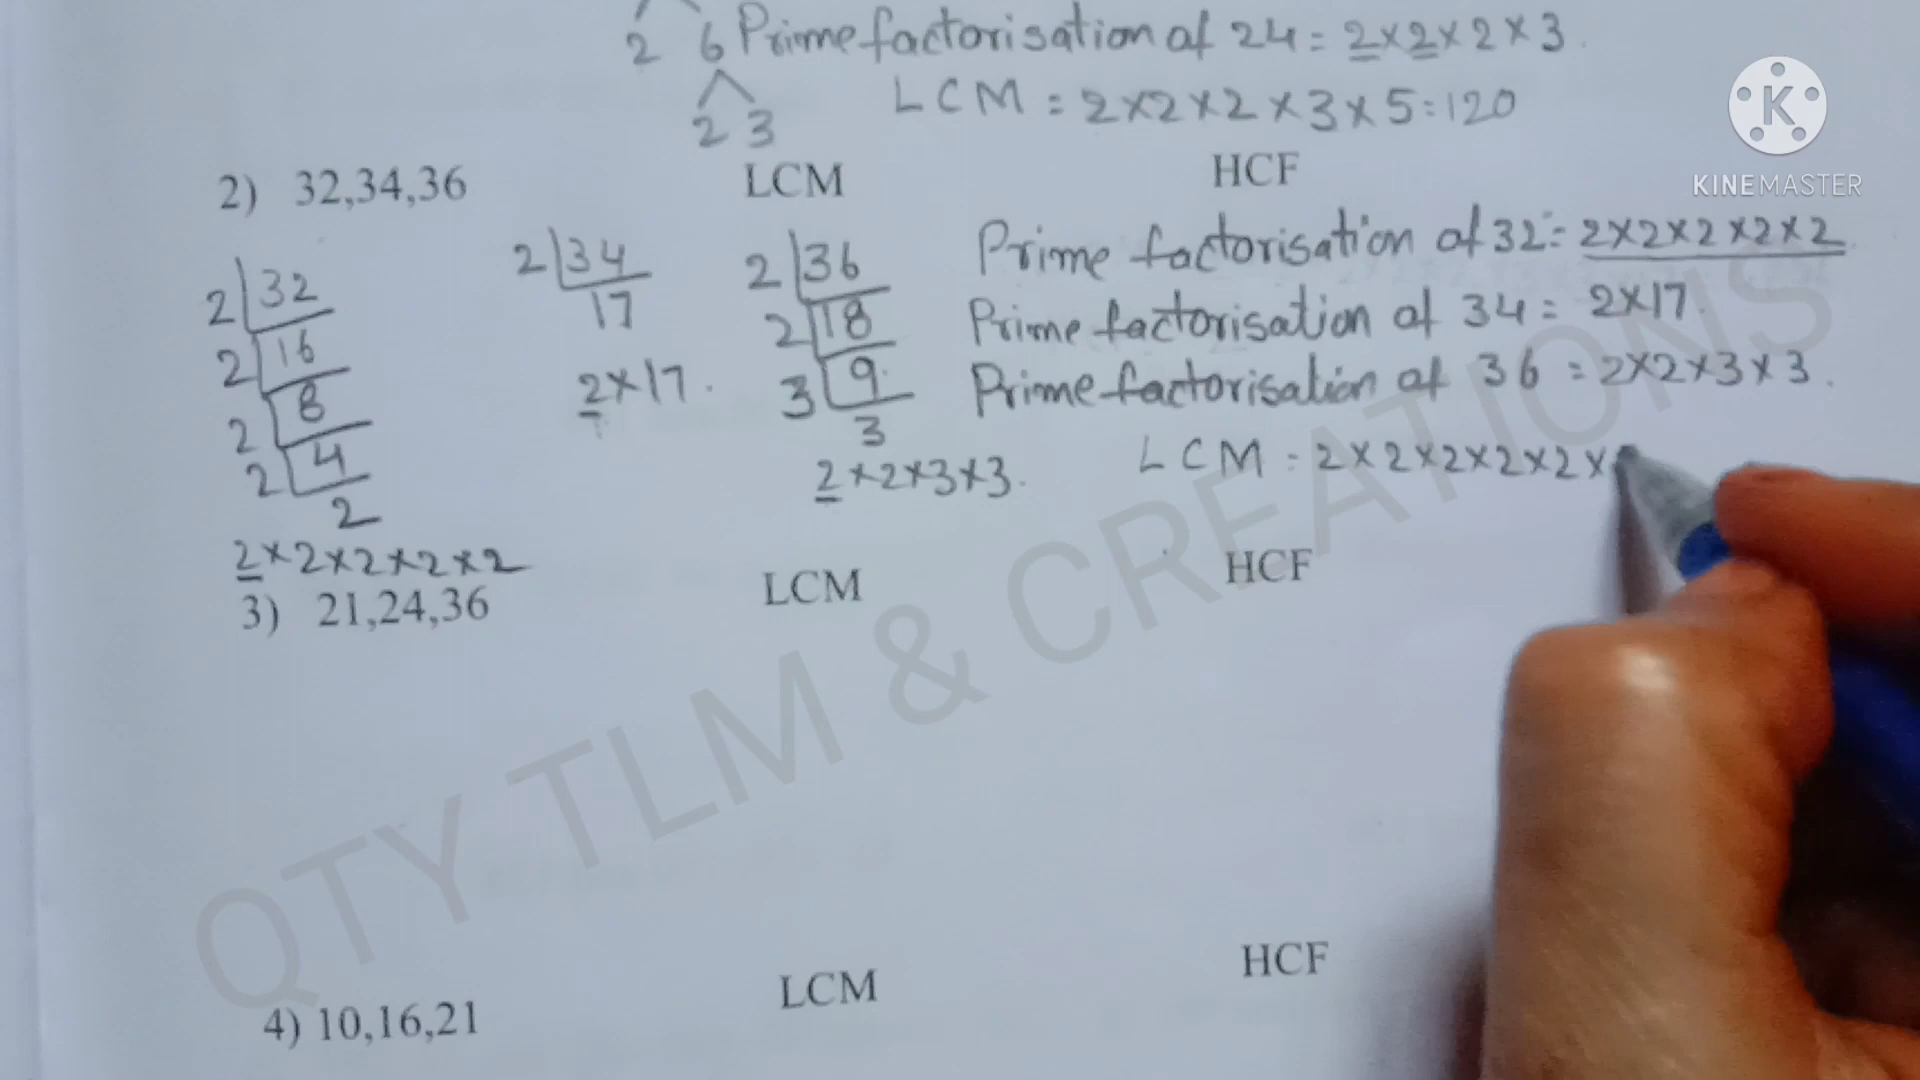 2 6 Prime factorisation of 24 = 2×2×2×3.
2 3 LCM = 2×2×2×3×5=120
K
KINEMASTER
2) 32,34,36 LCM HCF
2 32
2 16
2 8
2 4
2
2×2×2×2×2
2 34
17
2×17.
2 36
2 18
3 9
3
2×2×3×3.
Prime factorisation of 32 = 2×2×2×2×2
Prime factorisation of 34 = 2×17.
Prime factorisation of 36 = 2×2×3×3.
LCM = 2×2×2×2×2×
3) 21,24,36 LCM HCF
QTY TLM & CREATIONS
4) 10,16,21 LCM HCF